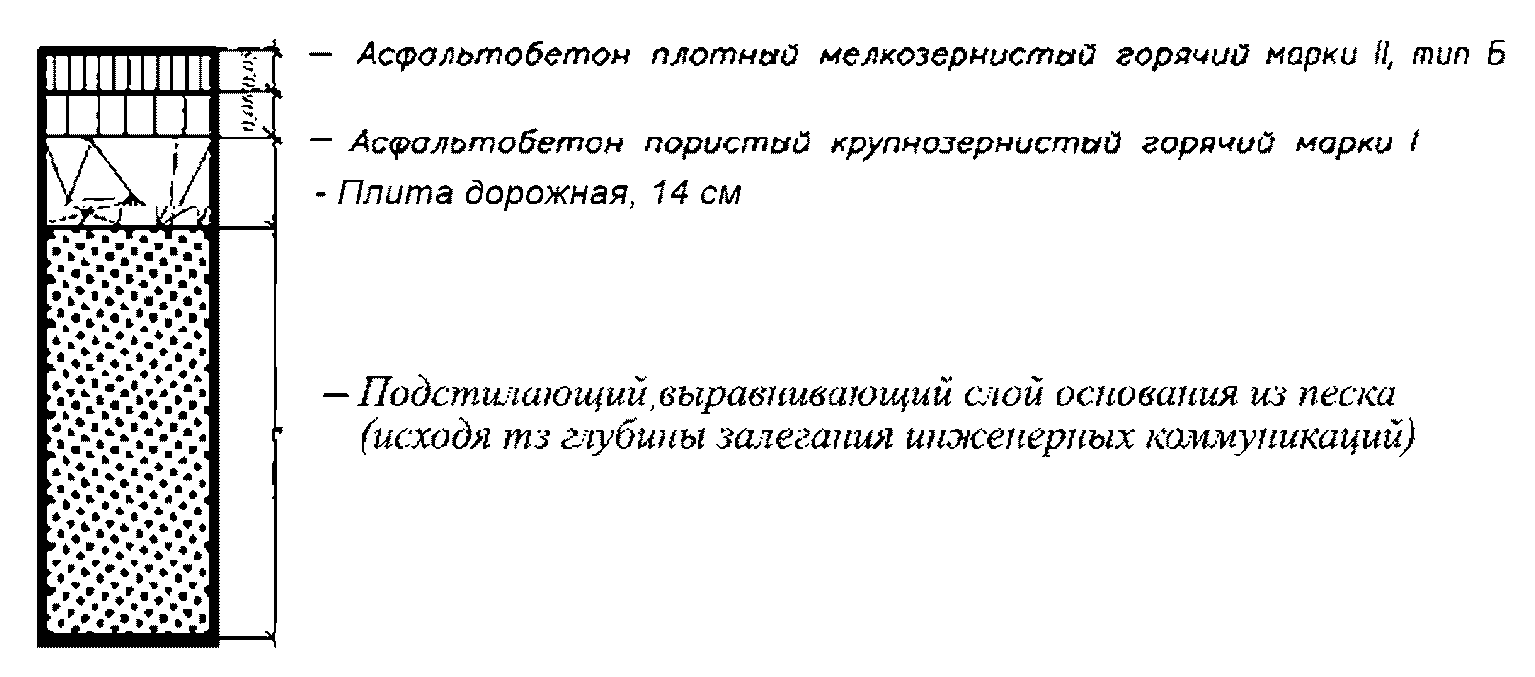 — Асфальтобетон плотный мелкозернистый горячий марки II, тип Б
— Асфальтобетон пористый крупнозернистый горячий марки I
- Плита дорожная, 14 см
— Подстилающий,выравнивающий слой основания из песка
(исходя тз глубины залегания инженерных коммуникаций)